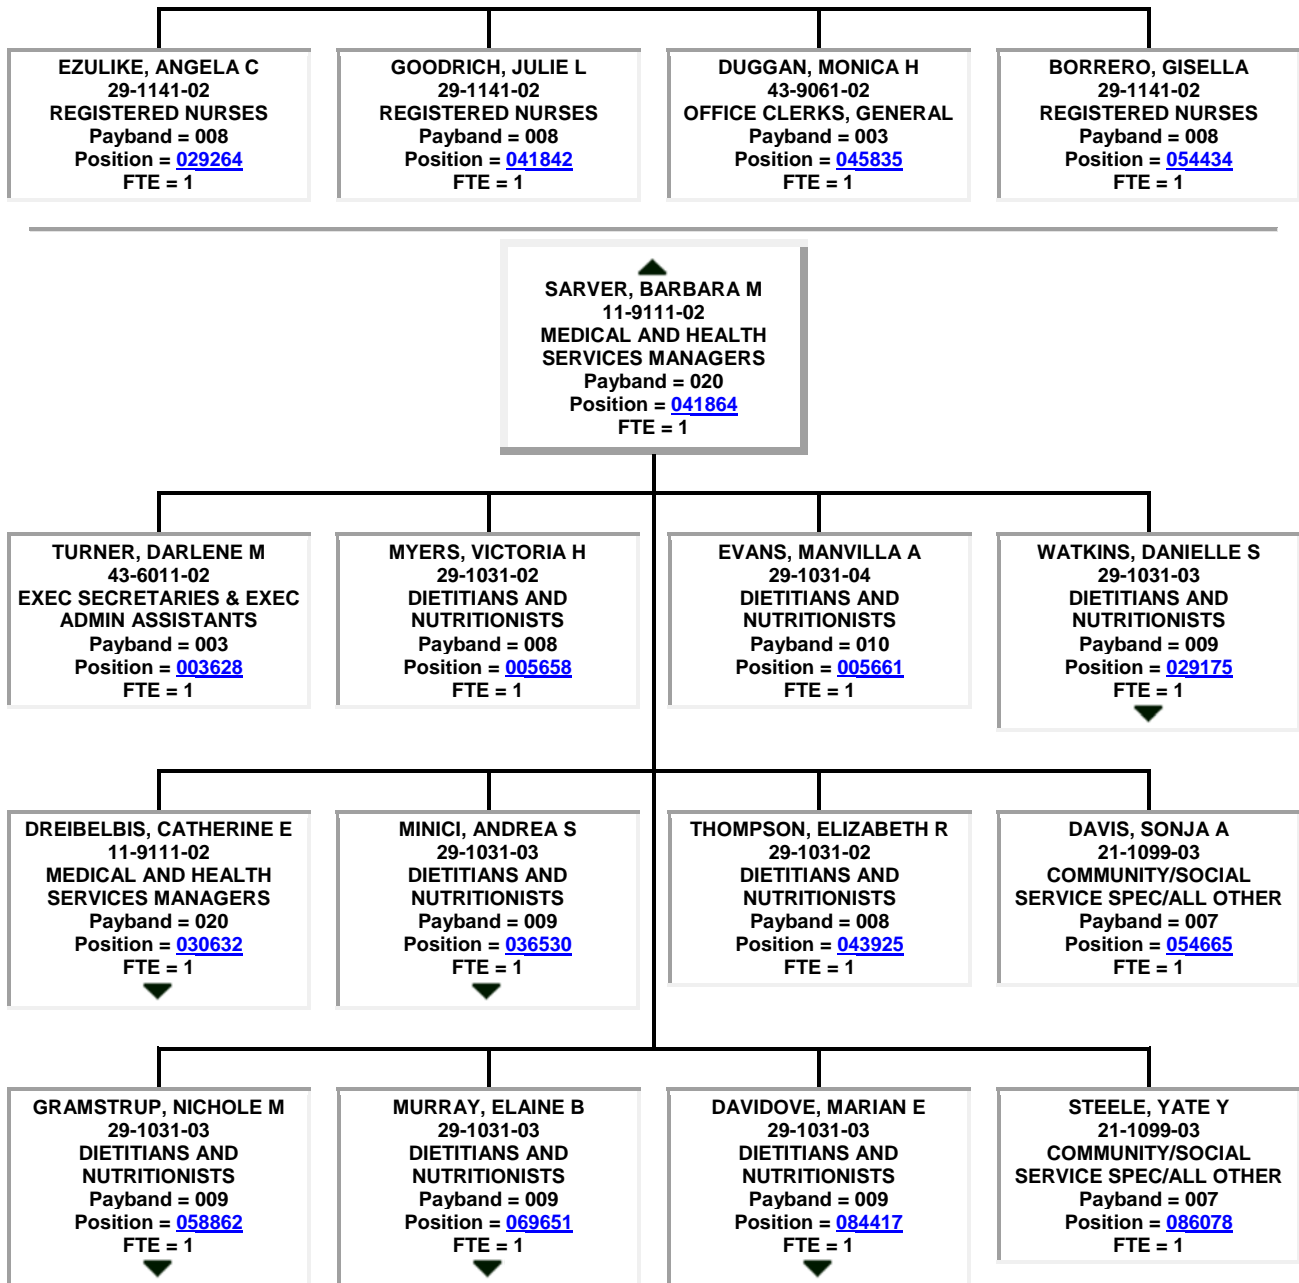 EZULIKE, ANGELA C
29-1141-02
REGISTERED NURSES
Payband = 008
Position = 029264
FTE = 1
GOODRICH, JULIE L
29-1141-02
REGISTERED NURSES
Payband = 008
Position = 041842
FTE = 1
DUGGAN, MONICA H
43-9061-02
OFFICE CLERKS, GENERAL
Payband = 003
Position = 045835
FTE = 1
BORRERO, GISELLA
29-1141-02
REGISTERED NURSES
Payband = 008
Position = 054434
FTE = 1
SARVER, BARBARA M
11-9111-02
MEDICAL AND HEALTH
SERVICES MANAGERS
Payband = 020
Position = 041864
FTE = 1
TURNER, DARLENE M
43-6011-02
EXEC SECRETARIES & EXEC
ADMIN ASSISTANTS
Payband = 003
Position = 003628
FTE = 1
MYERS, VICTORIA H
29-1031-02
DIETITIANS AND
NUTRITIONISTS
Payband = 008
Position = 005658
FTE = 1
EVANS, MANVILLA A
29-1031-04
DIETITIANS AND
NUTRITIONISTS
Payband = 010
Position = 005661
FTE = 1
WATKINS, DANIELLE S
29-1031-03
DIETITIANS AND
NUTRITIONISTS
Payband = 009
Position = 029175
FTE = 1
DREIBELBIS, CATHERINE E
11-9111-02
MEDICAL AND HEALTH
SERVICES MANAGERS
Payband = 020
Position = 030632
FTE = 1
MINICI, ANDREA S
29-1031-03
DIETITIANS AND
NUTRITIONISTS
Payband = 009
Position = 036530
FTE = 1
THOMPSON, ELIZABETH R
29-1031-02
DIETITIANS AND
NUTRITIONISTS
Payband = 008
Position = 043925
FTE = 1
DAVIS, SONJA A
21-1099-03
COMMUNITY/SOCIAL
SERVICE SPEC/ALL OTHER
Payband = 007
Position = 054665
FTE = 1
GRAMSTRUP, NICHOLE M
29-1031-03
DIETITIANS AND
NUTRITIONISTS
Payband = 009
Position = 058862
FTE = 1
MURRAY, ELAINE B
29-1031-03
DIETITIANS AND
NUTRITIONISTS
Payband = 009
Position = 069651
FTE = 1
DAVIDOVE, MARIAN E
29-1031-03
DIETITIANS AND
NUTRITIONISTS
Payband = 009
Position = 084417
FTE = 1
STEELE, YATE Y
21-1099-03
COMMUNITY/SOCIAL
SERVICE SPEC/ALL OTHER
Payband = 007
Position = 086078
FTE = 1